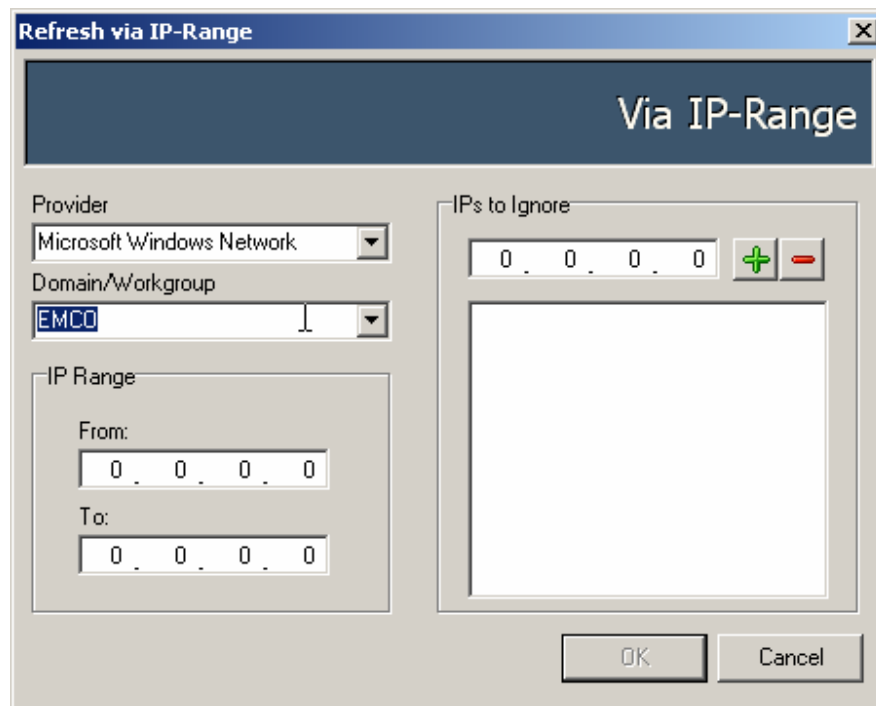 Refresh via IP-Range
Via IP-Range
Provider
Microsoft Windows Network
Domain/Workgroup
EMCO
IP Range
From:
0 . 0 . 0 . 0
To:
0 . 0 . 0 . 0
IPs to Ignore
0 . 0 . 0 . 0
OK
Cancel